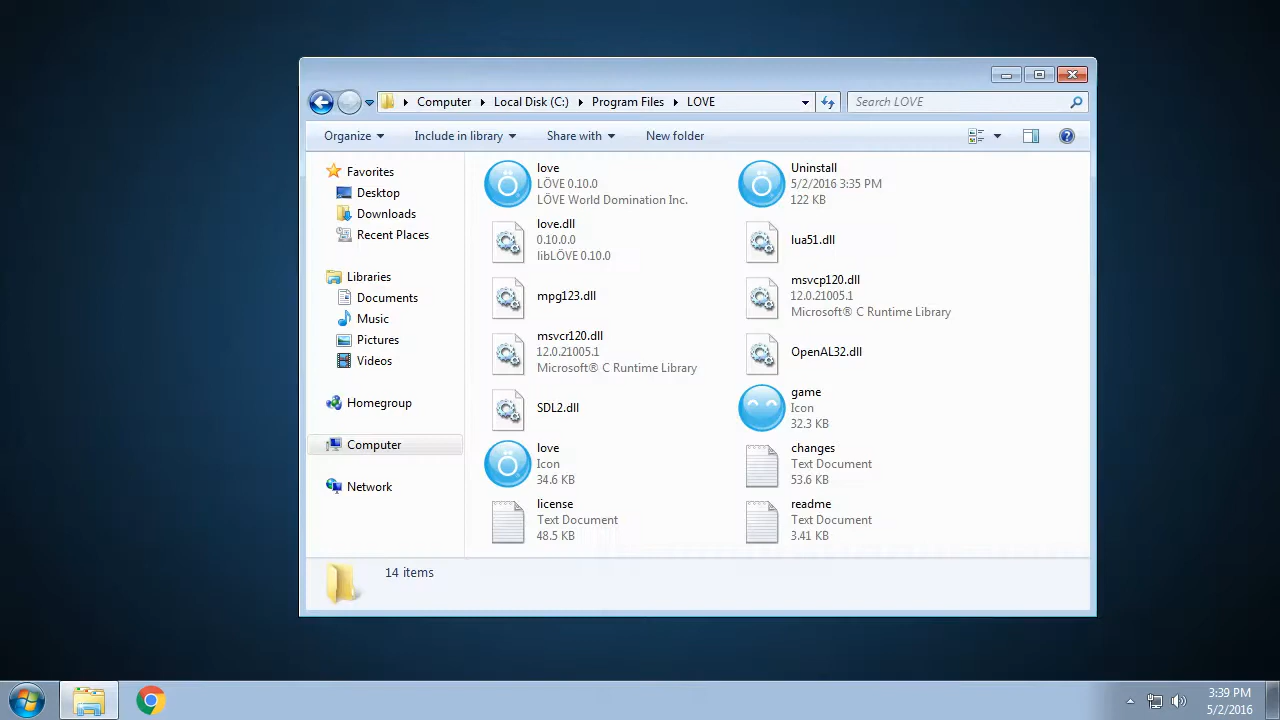 Computer Local Disk (C:) Program Files LOVE
Search LOVE
Organize Include in library Share with New folder
Favorites
Desktop
Downloads
Recent Places
Libraries
Documents
Music
Pictures
Videos
Homegroup
Computer
Network
love
LÖVE 0.10.0
LÖVE World Domination Inc.
Uninstall
5/2/2016 3:35 PM
122 KB
love.dll
0.10.0.0
libLÖVE 0.10.0
lua51.dll
mpg123.dll
msvcp120.dll
12.0.21005.1
Microsoft® C Runtime Library
msvcr120.dll
12.0.21005.1
Microsoft® C Runtime Library
OpenAL32.dll
SDL2.dll
game
Icon
32.3 KB
love
Icon
34.6 KB
changes
Text Document
53.6 KB
license
Text Document
48.5 KB
readme
Text Document
3.41 KB
14 items
3:39 PM
5/2/2016